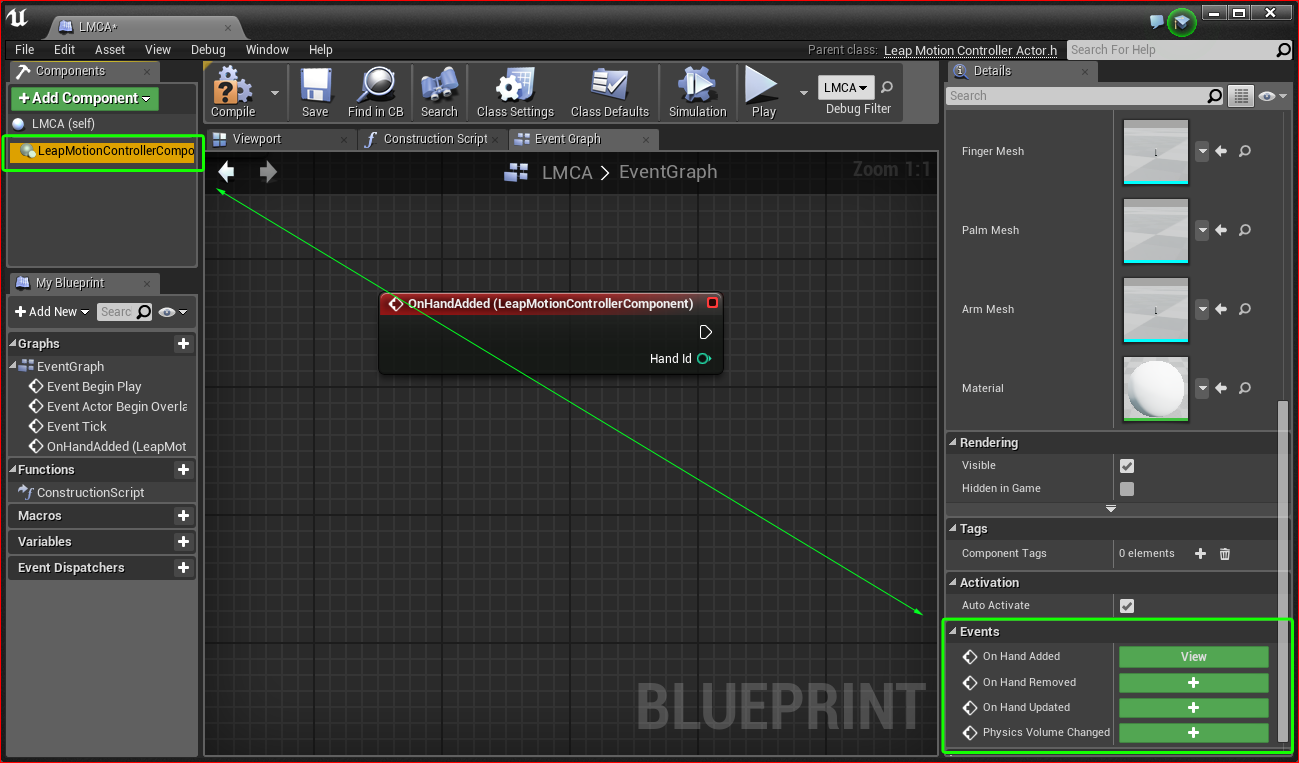 LMCA*
File Edit Asset View Debug Window Help
Parent class: Leap Motion Controller Actor.h
Search For Help
Components
+Add Component
LMCA (self)
LeapMotionControllerCompo
My Blueprint
+Add New
Searc
Graphs
EventGraph
Event Begin Play
Event Actor Begin Overla
Event Tick
OnHandAdded (LeapMot
Functions
ConstructionScript
Macros
Variables
Event Dispatchers
Compile
Save
Find in CB
Search
Class Settings
Class Defaults
Simulation
Play
LMCA
Debug Filter
Viewport
Construction Script
Event Graph
LMCA > EventGraph
Zoom 1:1
OnHandAdded (LeapMotionControllerComponent)
Hand Id
BLUEPRINT
Details
Search
Finger Mesh
Palm Mesh
Arm Mesh
Material
Rendering
Visible
Hidden in Game
Tags
Component Tags 0 elements
Activation
Auto Activate
Events
On Hand Added View
On Hand Removed
On Hand Updated
Physics Volume Changed